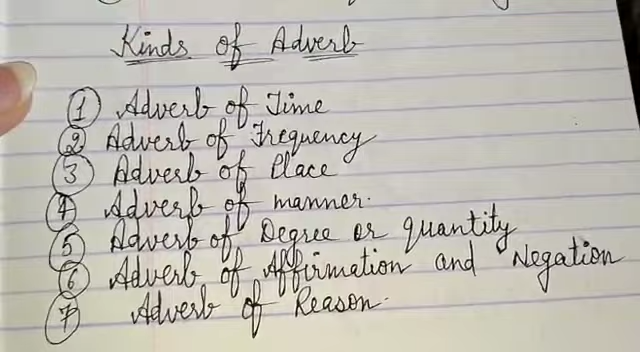 Kinds of Adverb
1 Adverb of Time
2 Adverb of Frequency
3 Adverb of Place
4 Adverb of manner.
5 Adverb of Degree or quantity
6 Adverb of Affirmation and Negation
7 Adverb of Reason.